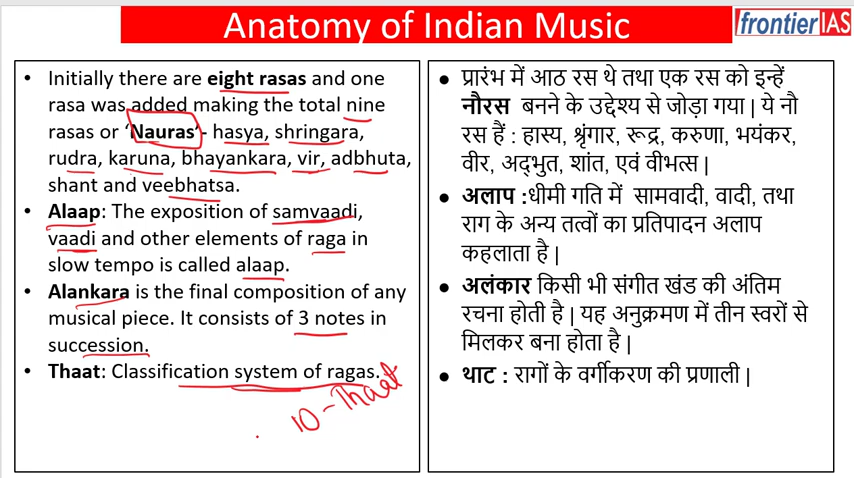 Anatomy of Indian Music
frontierIAS
• Initially there are eight rasas and one
rasa was added making the total nine
rasas or ‘Nauras’- hasya, shringara,
rudra, karuna, bhayankara, vir, adbhuta,
shant and veebhatsa.
• Alaap: The exposition of samvaadi,
vaadi and other elements of raga in
slow tempo is called alaap.
• Alankara is the final composition of any
musical piece. It consists of 3 notes in
succession.
• Thaat: Classification system of ragas.
10 - Thaat
• प्रारंभ में आठ रस थे तथा एक रस को इन्हें
नौरस बनने के उद्देश्य से जोड़ा गया | ये नौ
रस हैं : हास्य, श्रृंगार, रूद्र, करुणा, भयंकर,
वीर, अद्भुत, शांत, एवं वीभत्स |
• अलाप :धीमी गति में सामवादी, वादी, तथा
राग के अन्य तत्वों का प्रतिपादन अलाप
कहलाता है |
• अलंकार किसी भी संगीत खंड की अंतिम
रचना होती है | यह अनुक्रमण में तीन स्वरों से
मिलकर बना होता है |
• थाट : रागों के वर्गीकरण की प्रणाली |